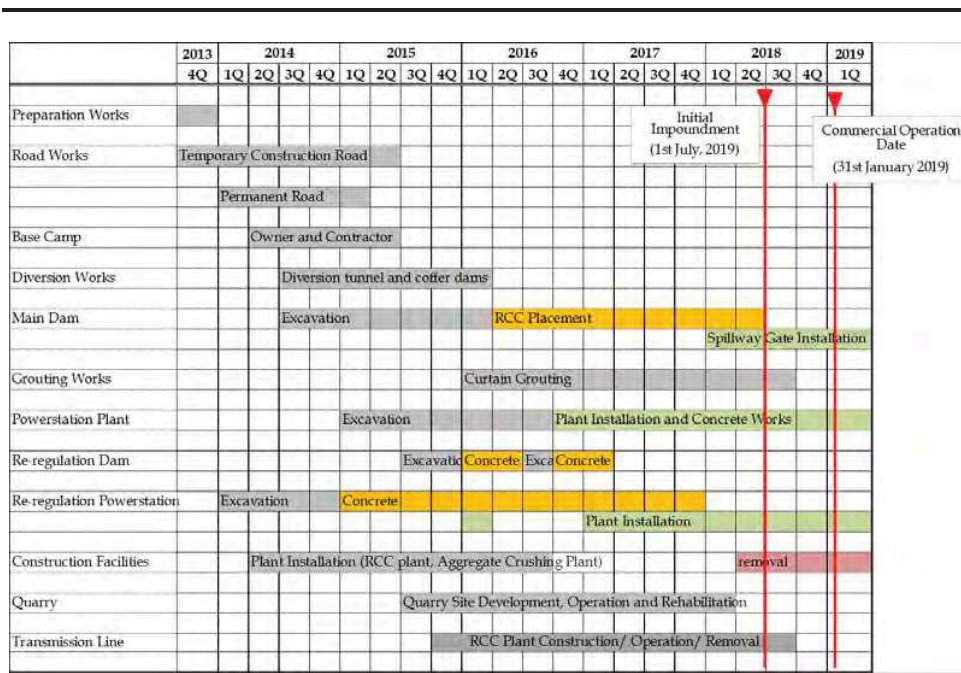 2013 2014 2015 2016 2017 2018 2019
4Q 1Q 2Q 3Q 4Q 1Q 2Q 3Q 4Q 1Q 2Q 3Q 4Q 1Q 2Q 3Q 4Q 1Q 2Q 3Q 4Q 1Q
Preparation Works
Initial
Impoundment
(1st July, 2019)
Commercial Operation
Date
(31st January 2019)
Road Works Temporary Construction Road
Permanent Road
Base Camp Owner and Contractor
Diversion Works Diversion tunnel and coffer dams
Main Dam Excavation RCC Placement
Spillway Gate Installation
Grouting Works Curtain Grouting
Powerstation Plant Excavation Plant Installation and Concrete Works
Re-regulation Dam Excavatic Concrete Exca Concrete
Re-regulation Powerstation Excavation Concrete
Plant Installation
Construction Facilities Plant Installation (RCC plant, Aggregate Crushing Plant) removal
Quarry Quarry Site Development, Operation and Rehabilitation
Transmission Line RCC Plant Construction/ Operation/ Removal